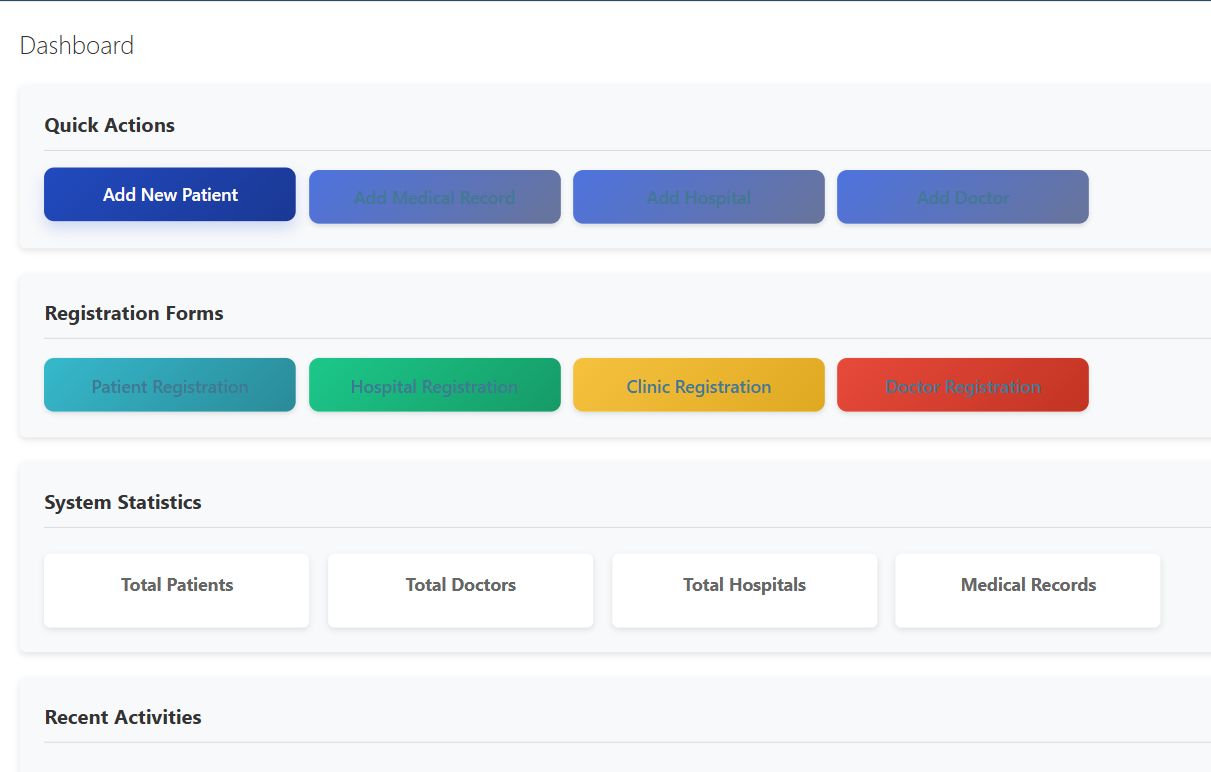 Dashboard
Quick Actions
Add New Patient
Add Medical Record
Add Hospital
Add Doctor
Registration Forms
Patient Registration
Hospital Registration
Clinic Registration
Doctor Registration
System Statistics
Total Patients
Total Doctors
Total Hospitals
Medical Records
Recent Activities